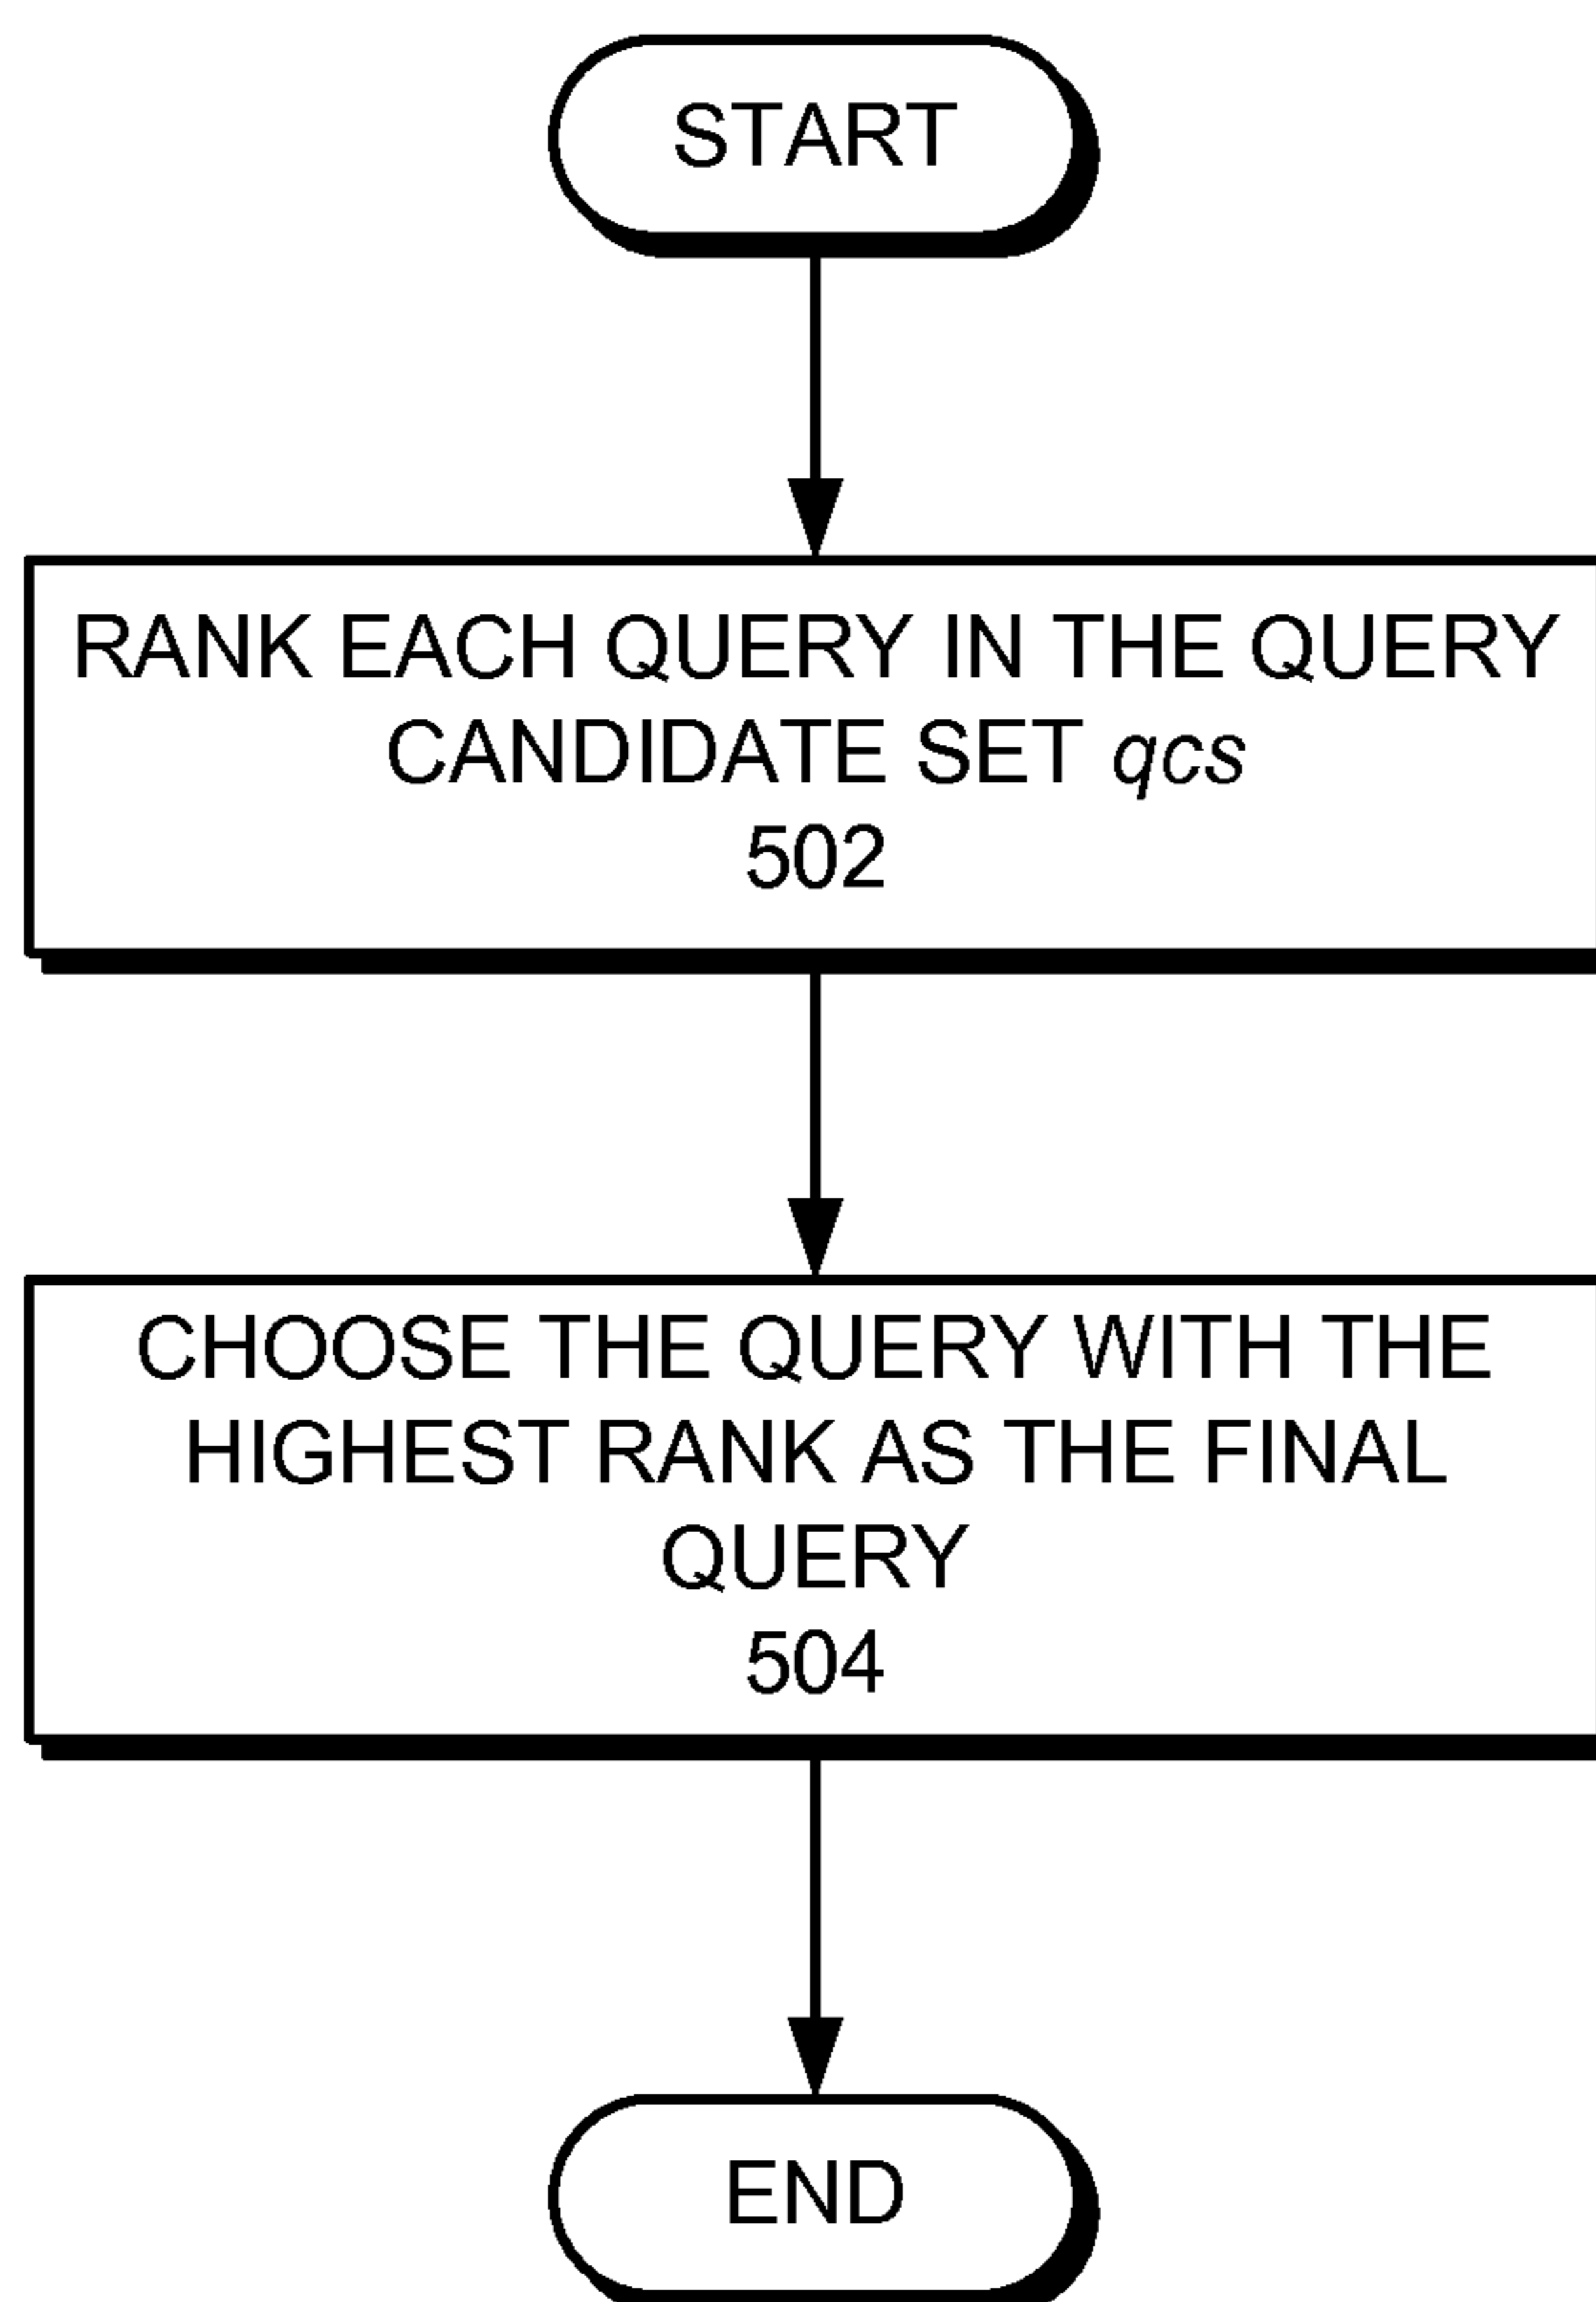 START
RANK EACH QUERY IN THE QUERY
CANDIDATE SET qcs
502
CHOOSE THE QUERY WITH THE
HIGHEST RANK AS THE FINAL
QUERY
504
END